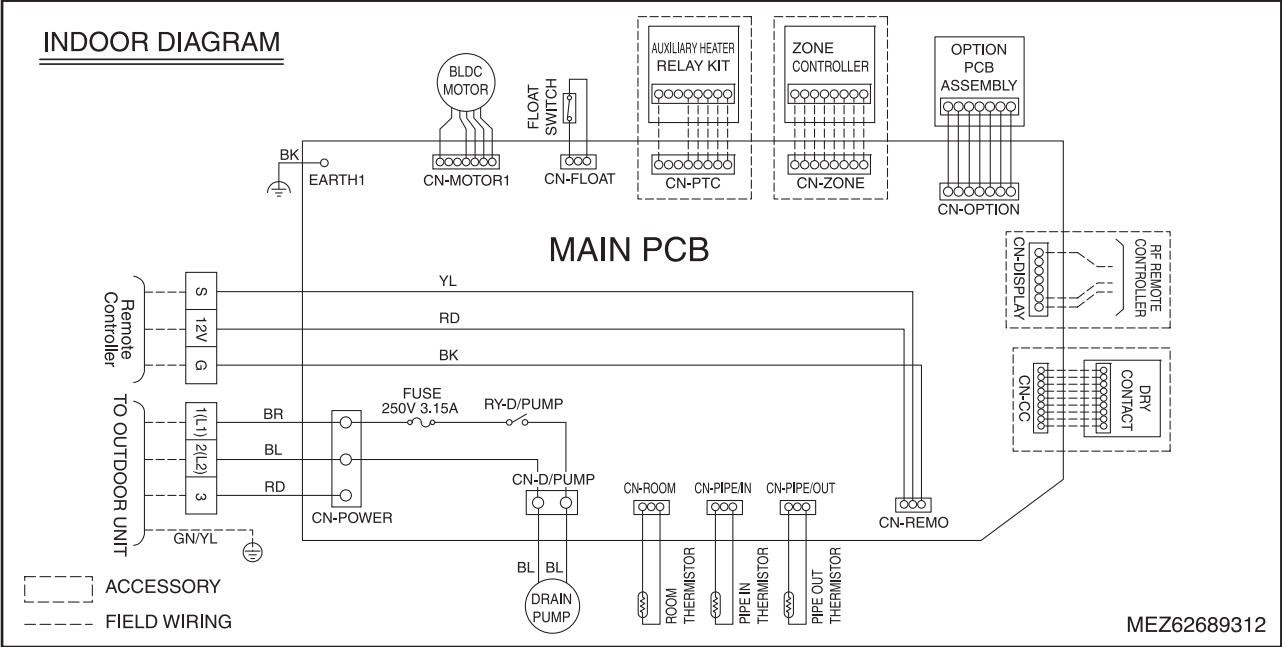 INDOOR DIAGRAM
BLDC
MOTOR
FLOAT
SWITCH
AUXILIARY HEATER
RELAY KIT
ZONE
CONTROLLER
OPTION
PCB
ASSEMBLY
BK
EARTH1
CN-MOTOR1
CN-FLOAT
CN-PTC
CN-ZONE
CN-OPTION
MAIN PCB
CN-DISPLAY
RF REMOTE
CONTROLLER
Remote
Controller
S
YL
12V
RD
G
BK
CN-CC
DRY
CONTACT
TO OUTDOOR UNIT
1(L1)
BR
FUSE
250V 3.15A
RY-D/PUMP
2(L2)
BL
3
RD
CN-POWER
GN/YL
CN-D/PUMP
CN-ROOM
CN-PIPE/IN
CN-PIPE/OUT
CN-REMO
BL
BL
DRAIN
PUMP
ROOM
THERMISTOR
PIPE IN
THERMISTOR
PIPE OUT
THERMISTOR
ACCESSORY
FIELD WIRING
MEZ62689312